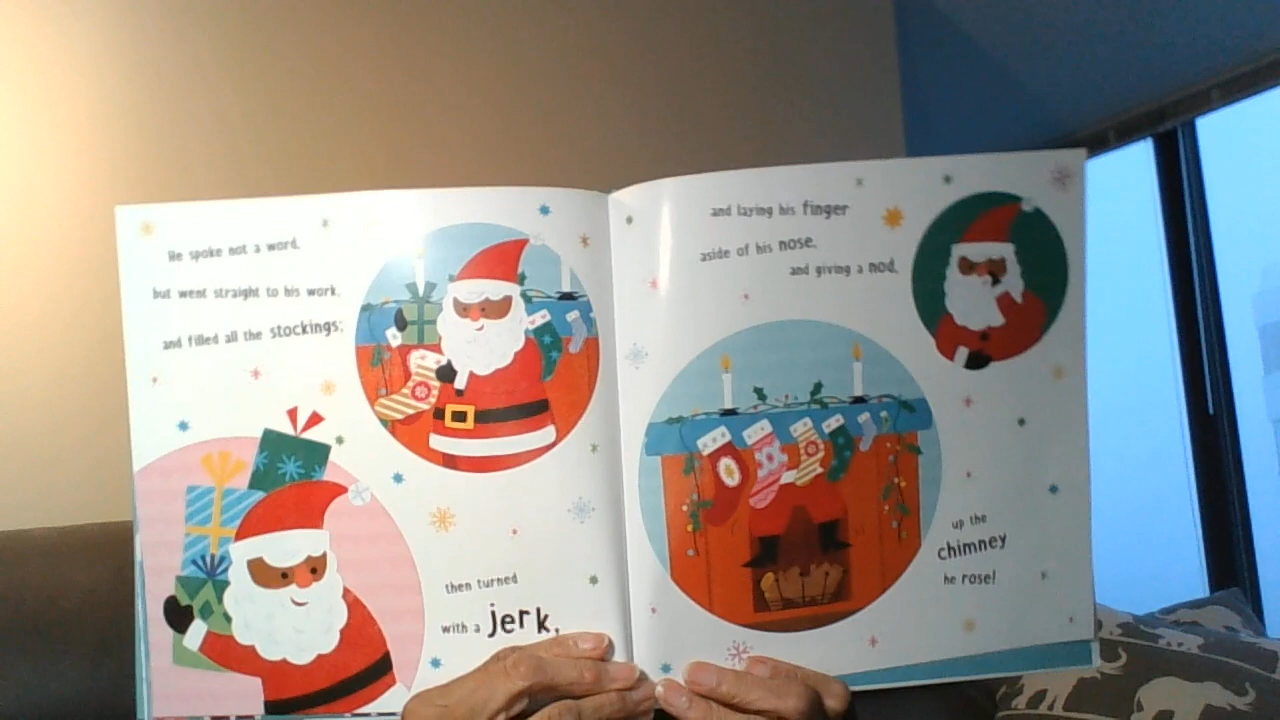 He spoke not a word,
but went straight to his work,
and filled all the stockings;
then turned
with a jerk,
and laying his finger
aside of his nose,
and giving a nod,
up the
chimney
he rose!